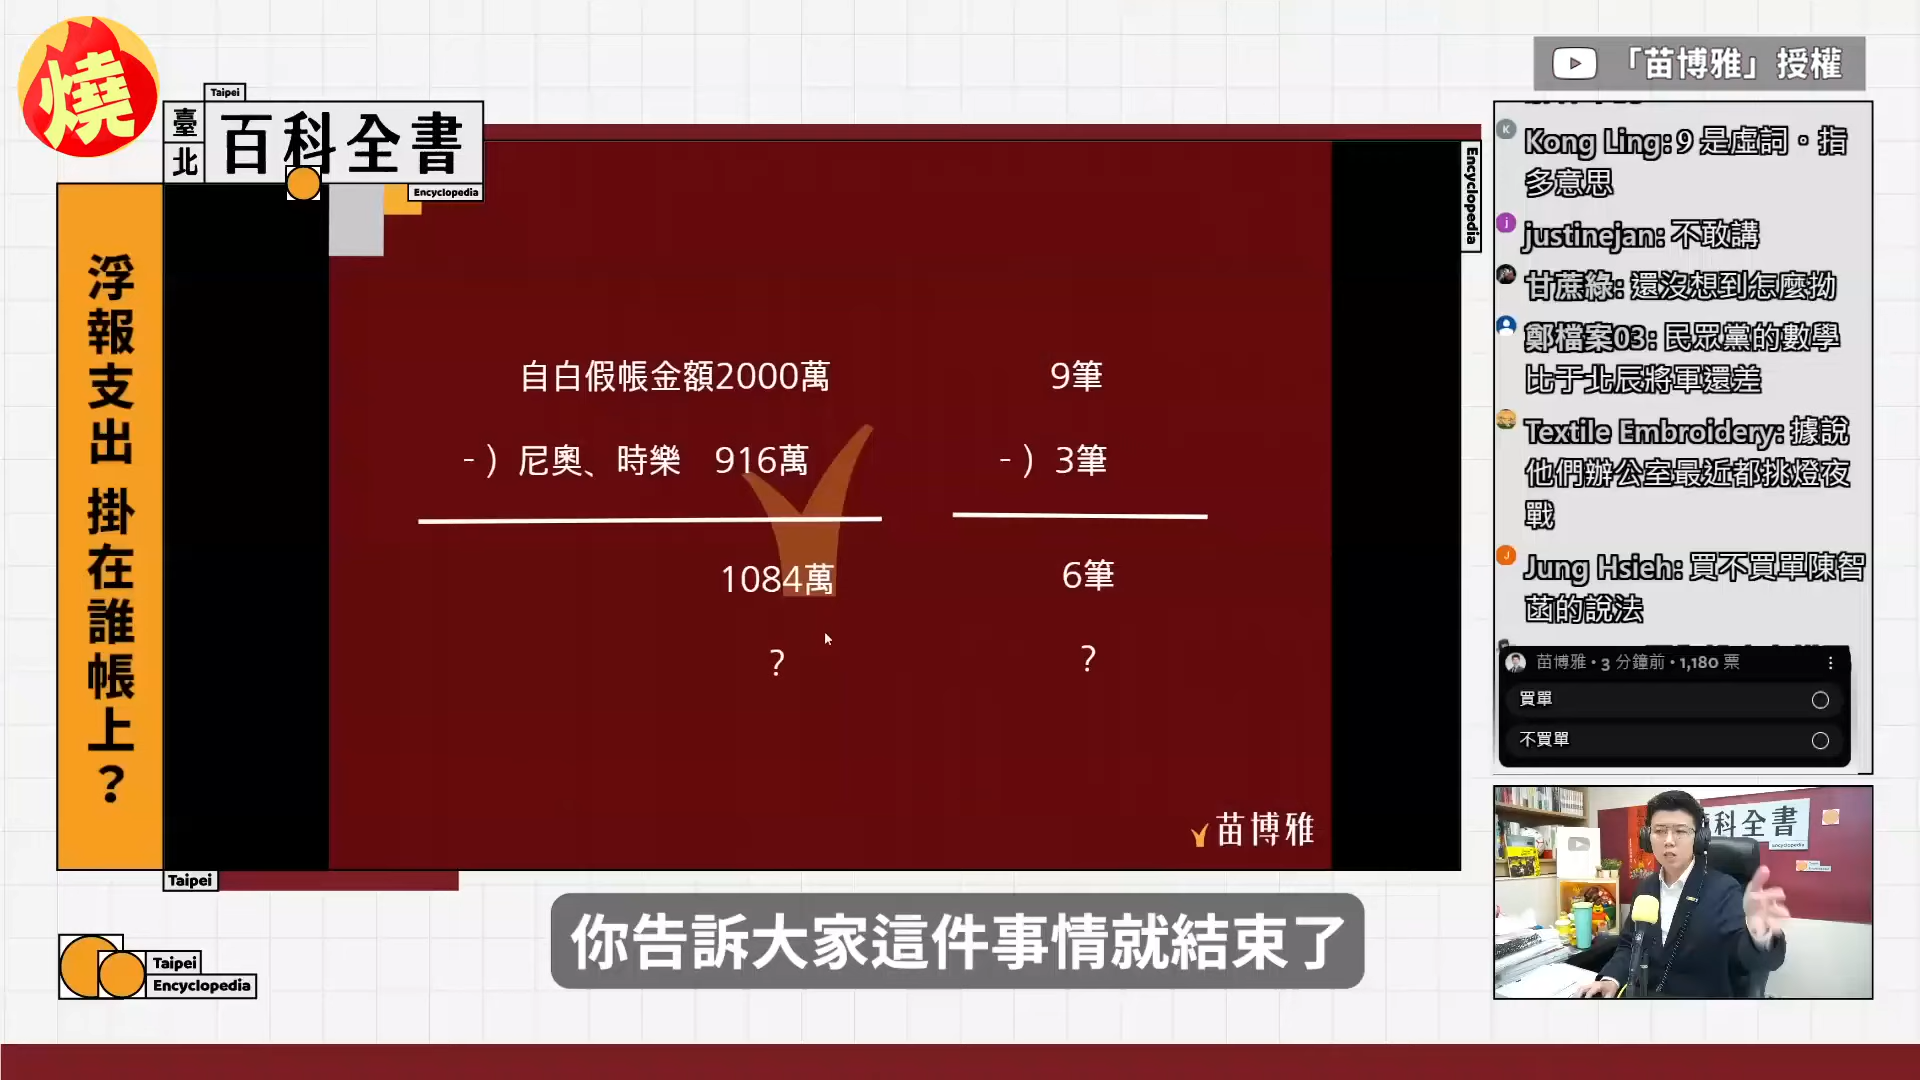 燒
Taipei
臺北
百科全書
Encyclopedia
「苗博雅」授權
Encyclopedia
浮報支出 掛在誰帳上？
自白假帳金額2000萬
9筆
-）尼奧、時樂 916萬
-）3筆
1084萬
6筆
?
?
苗博雅
Taipei
Kong Ling: 9 是虛詞。指
多意思
justinejan: 不敢講
甘蔗綠: 還沒想到怎麼拗
鄭檔案03: 民眾黨的數學
比于北辰將軍還差
Textile Embroidery: 據說
他們辦公室最近都挑燈夜
戰
Jung Hsieh: 買不買單陳智
菡的說法
苗博雅 • 3 分鐘前 • 1,180 票
買單
不買單
科全書
你告訴大家這件事情就結束了
Taipei
Encyclopedia